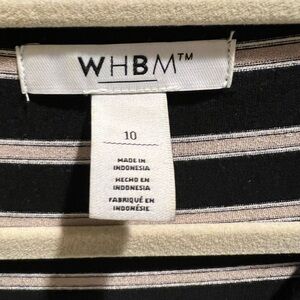 WHBM™
10
MADE IN
INDONESIA
HECHO EN
INDONESIA
FABRIQUÉ EN
INDONÉSIE